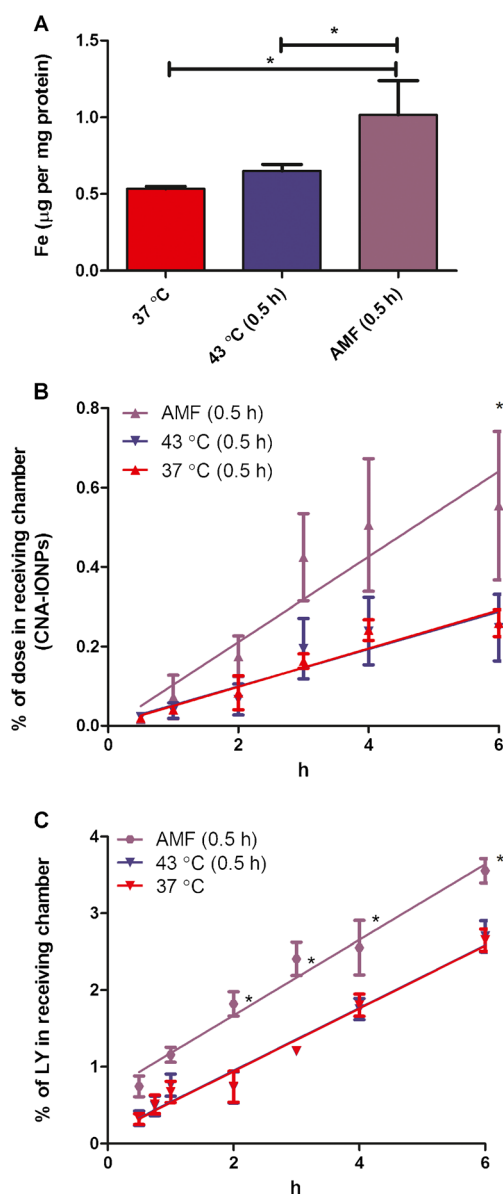 A
Fe (µg per mg protein)
1.5
1.0
0.5
0.0
*
*
37 °C
43 °C (0.5 h)
AMF (0.5 h)
B
% of dose in receiving chamber
(CNA-IONPs)
0.8
0.6
0.4
0.2
0.0
AMF (0.5 h)
43 °C (0.5 h)
37 °C (0.5 h)
*
0 2 4 6
h
C
% of LY in receiving chamber
4
3
2
1
0
AMF (0.5 h)
43 °C (0.5 h)
37 °C
*
*
*
*
0 2 4 6
h